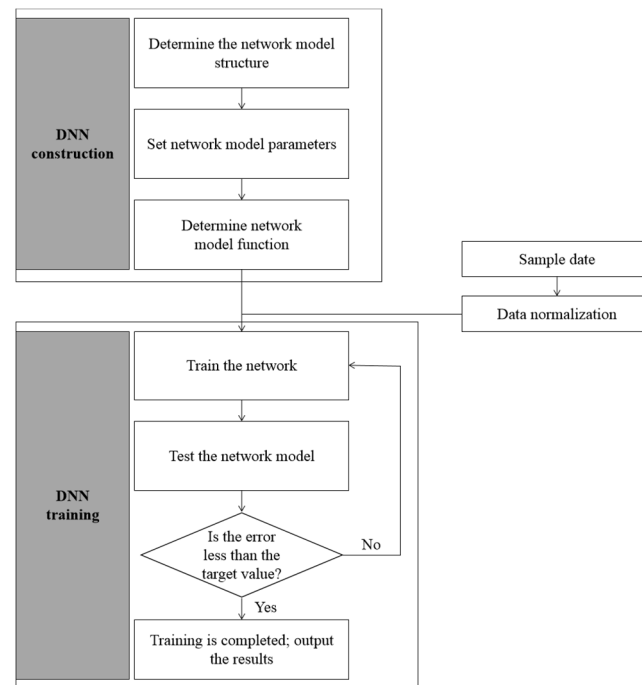 DNN
construction
Determine the network model
structure
Set network model parameters
Determine network
model function
Sample date
Data normalization
DNN
training
Train the network
Test the network model
Is the error
less than the
target value?
No
Yes
Training is completed; output
the results